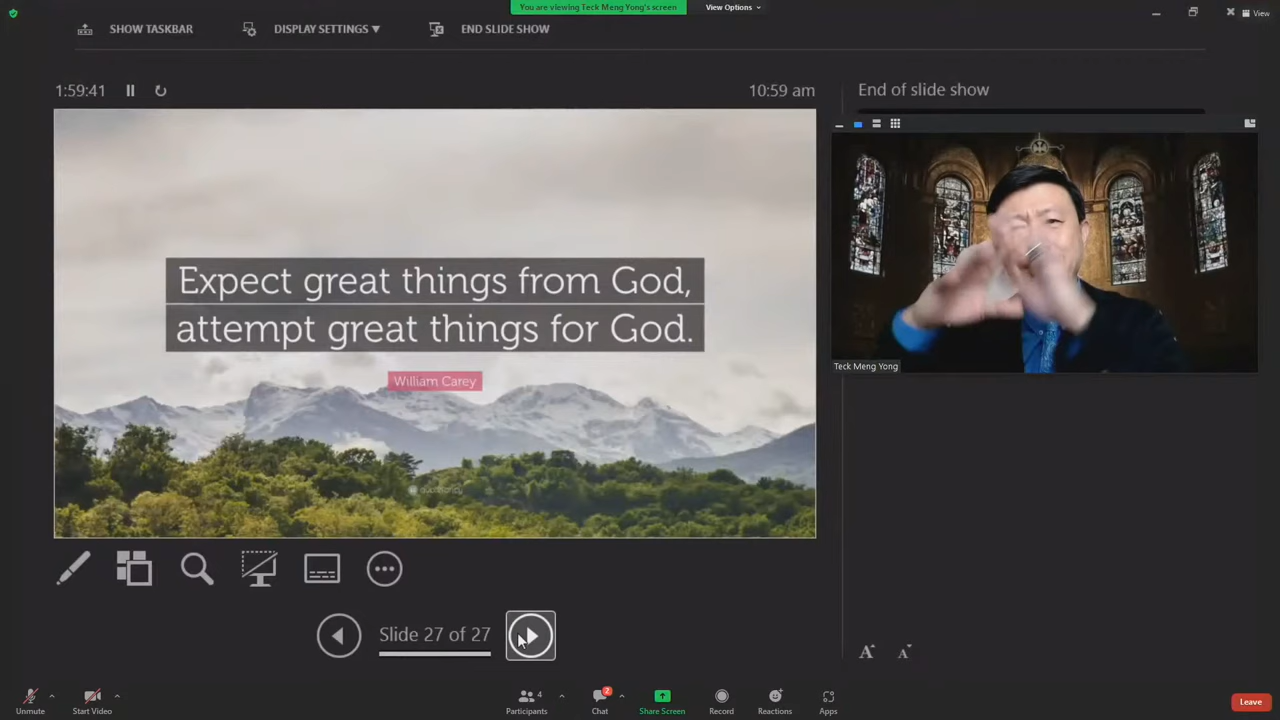 You are viewing Teck Meng Yong's screen
View Options
View
SHOW TASKBAR
DISPLAY SETTINGS
END SLIDE SHOW
1:59:41
10:59 am
End of slide show
Expect great things from God,
attempt great things for God.
William Carey
Teck Meng Yong
Slide 27 of 27
A A
Unmute
Start Video
4
Participants
2
Chat
Share Screen
Record
Reactions
Apps
Leave